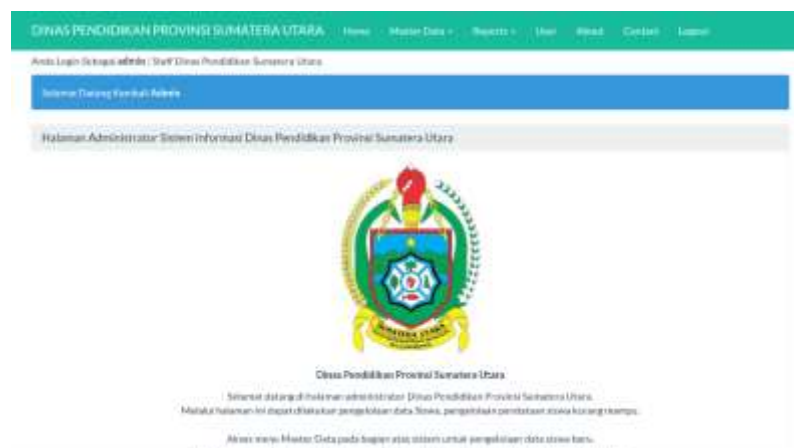 DINAS PENDIDIKAN PROVINSI SUMATERA UTARA Home Master Data Reports User About Contact Logout
Anda Login Sebagai admin | Staff Dinas Pendidikan Sumatera Utara
Selamat Datang Kembali Admin
Halaman Administrator Sistem Informasi Dinas Pendidikan Provinsi Sumatera Utara
SUMATERA UTARA
Dinas Pendidikan Provinsi Sumatera Utara
Selamat datang di halaman administrator Dinas Pendidikan Provinsi Sumatera Utara.
Melalui halaman ini dapat dilakukan pengelolaan data Siswa, pengelolaan pendataan siswa kurang mampu.
Akses menu Master Data pada bagian atas sistem untuk pengelolaan data siswa baru.